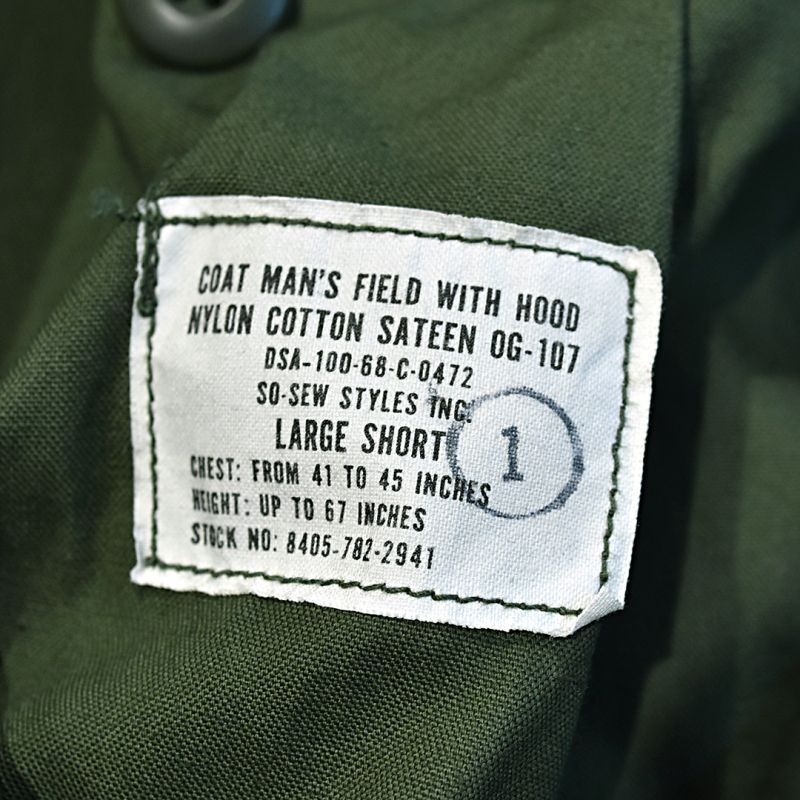 COAT MAN'S FIELD WITH HOOD
NYLON COTTON SATEEN OG-107
DSA-100-68-C-0472
SO-SEW STYLES INC.
LARGE SHORT
1
CHEST: FROM 41 TO 45 INCHES
HEIGHT: UP TO 67 INCHES
STOCK NO: 8405-782-2941